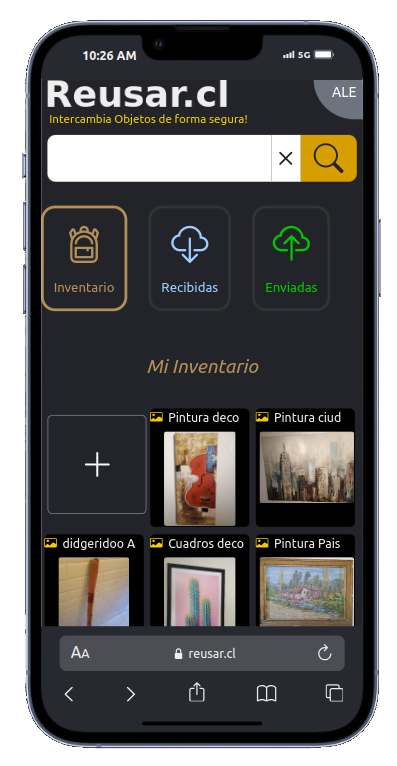 10:26 AM 5G
Reusar.cl
ALE
Intercambia Objetos de forma segura!
Inventario Recibidas Enviadas
Mi Inventario
Pintura deco Pintura ciud
didgeridoo A Cuadros deco Pintura Pais
AA reusar.cl